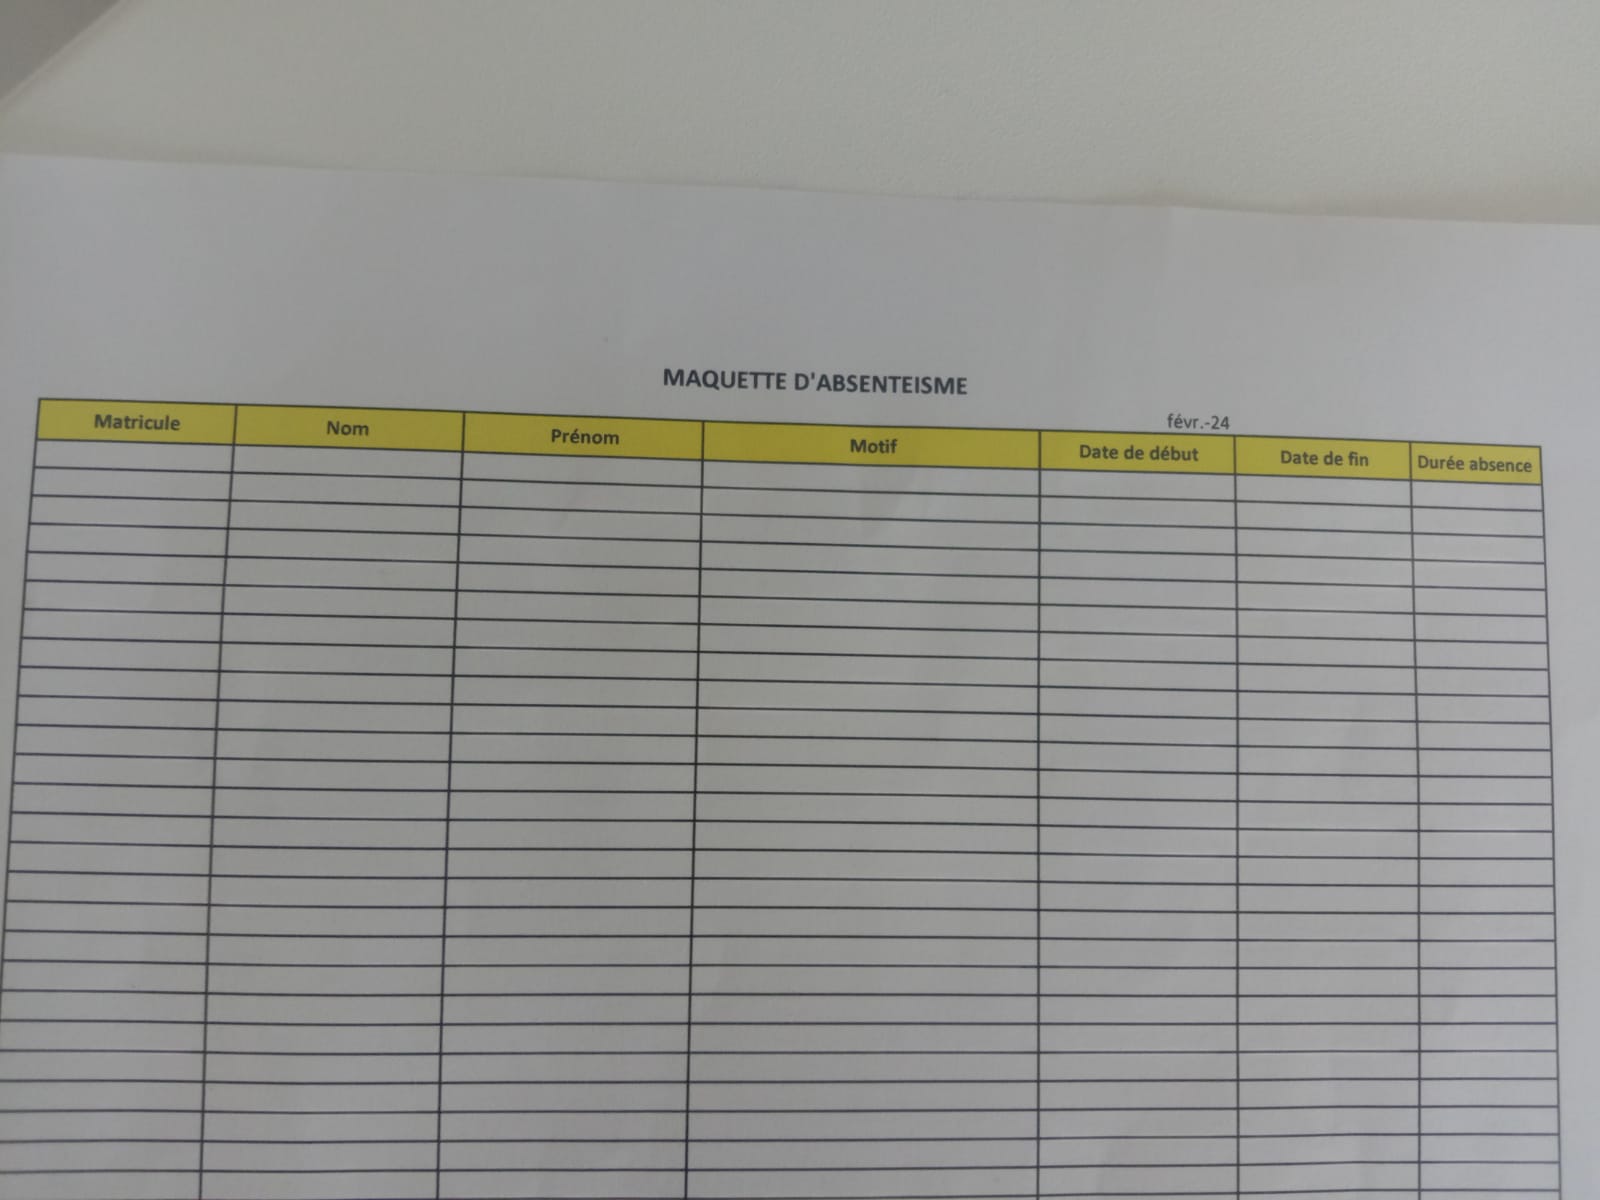 MAQUETTE D'ABSENTEISME
févr.-24
Matricule Nom Prénom Motif Date de début Date de fin Durée absence